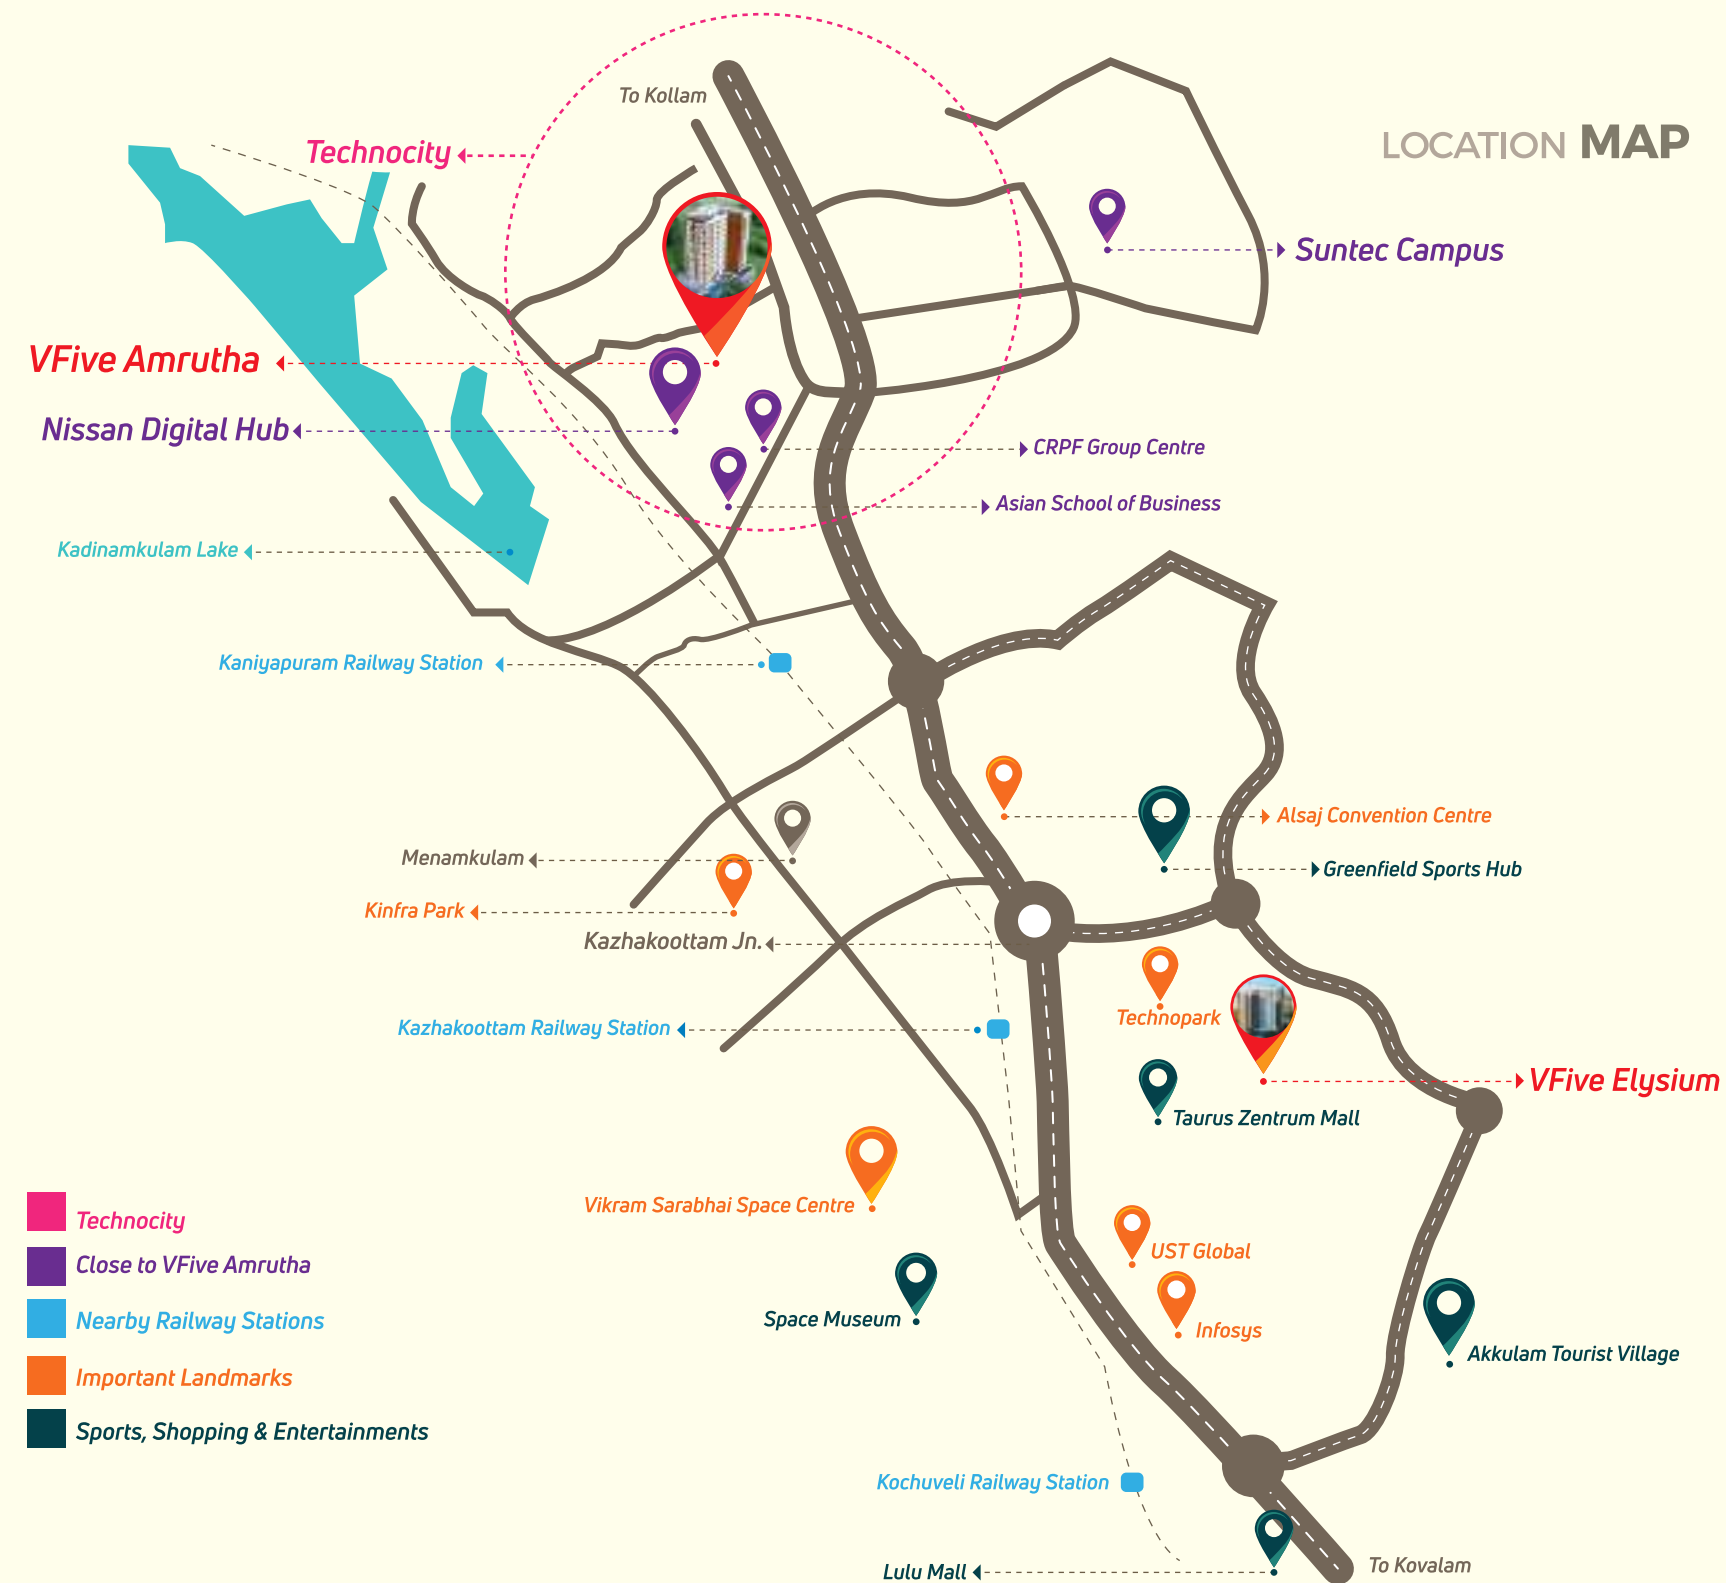 To Kollam
LOCATION MAP
Technocity
Suntec Campus
VFive Amrutha
Nissan Digital Hub
CRPF Group Centre
Asian School of Business
Kadinamkulam Lake
Kaniyapuram Railway Station
Alsaj Convention Centre
Menamkulam
Greenfield Sports Hub
Kinfra Park
Kazhakoottam Jn.
Technopark
Kazhakoottam Railway Station
VFive Elysium
Taurus Zentrum Mall
Vikram Sarabhai Space Centre
Technocity
UST Global
Close to VFive Amrutha
Nearby Railway Stations
Space Museum
Infosys
Akkulam Tourist Village
Important Landmarks
Sports, Shopping & Entertainments
Kochuveli Railway Station
To Kovalam
Lulu Mall